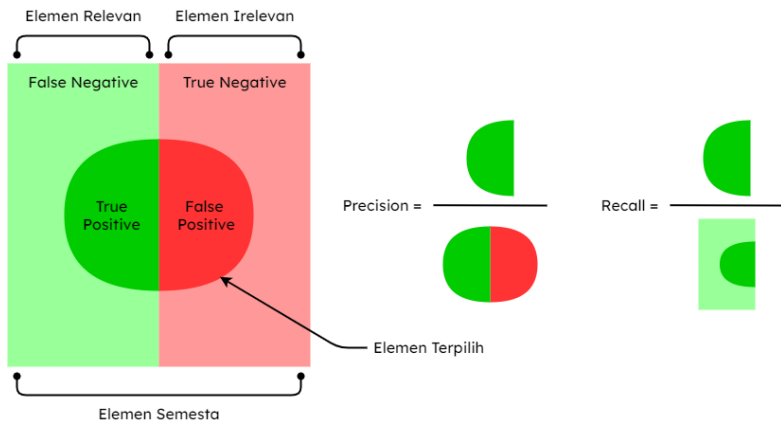 Elemen Relevan
Elemen Irelevan
False Negative
True Negative
True
Positive
False
Positive
Precision =
Recall =
Elemen Terpilih
Elemen Semesta